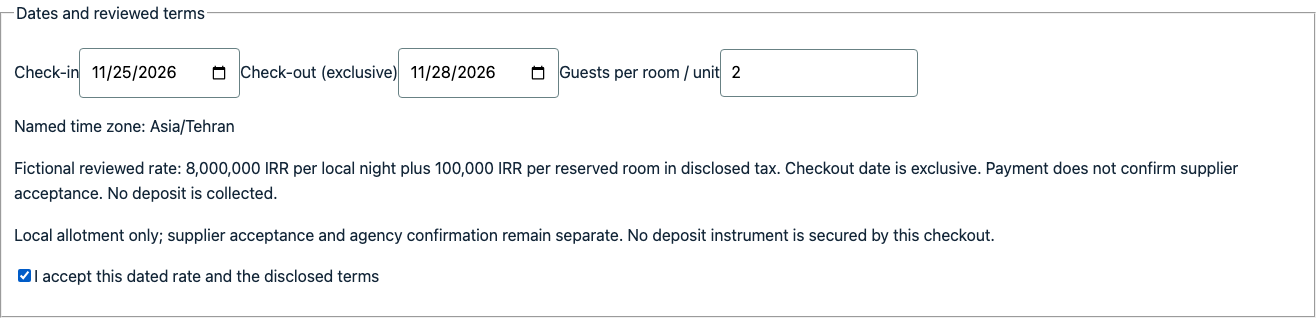 Dates and reviewed terms
Check-in 11/25/2026 Check-out (exclusive) 11/28/2026 Guests per room / unit 2
Named time zone: Asia/Tehran
Fictional reviewed rate: 8,000,000 IRR per local night plus 100,000 IRR per reserved room in disclosed tax. Checkout date is exclusive. Payment does not confirm supplier
acceptance. No deposit is collected.
Local allotment only; supplier acceptance and agency confirmation remain separate. No deposit instrument is secured by this checkout.
I accept this dated rate and the disclosed terms